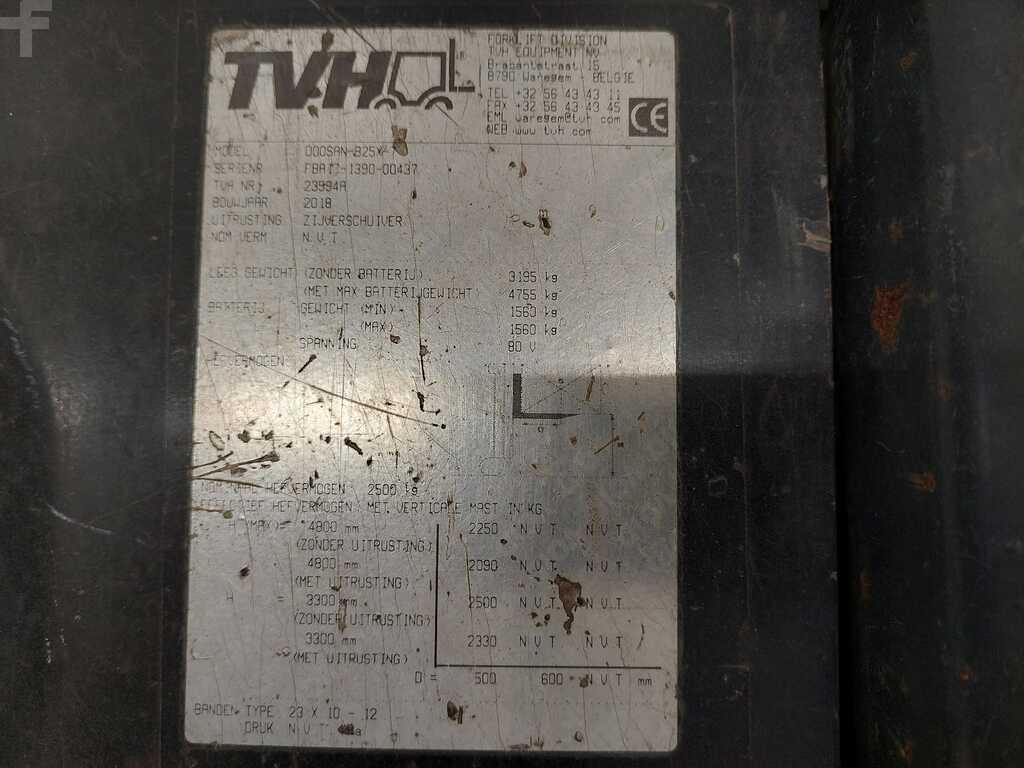 TVH
FORKLIFT DIVISION
TVH EQUIPMENT NV
Brabantstraat 15
8790 Waregem - BELGIE
TEL +32 56 43 43 11
FAX +32 56 43 43 45
EML waregem@tvh.com
WEB www.tvh.com
CE
MODEL : DOOSAN-B25X-7
SERIENR : -1390-00437
TVH NR. : 23994A
BOUWJAAR : 2018
UITRUSTING : ZIJVERSCHUIVER
NOM VERM : N.V.T.
LEEG GEWICHT (ZONDER BATTERIJ) 3195 kg
(MET MAX BATTERIJGEWICHT) 4755 kg
BATTERIJ GEWICHT (MIN) 1560 kg
(MAX) 1560 kg
SPANNING 80 V
HEFVERMOGEN
D
HEFVERMOGEN : 2500 kg
HEFVERMOGEN MET VERTICALE MAST IN KG
H (MAX) = 4800 mm 2250 N.V.T. N.V.T.
(ZONDER UITRUSTING)
4800 mm 2090 N.V.T. N.V.T.
(MET UITRUSTING)
H = 3300 mm 2500 N.V.T. N.V.T.
(ZONDER UITRUSTING)
3300 mm 2330 N.V.T. N.V.T.
(MET UITRUSTING)
D = 500 600 N.V.T. mm
BANDEN TYPE : 23 X 10 - 12
DRUK N.V.T.